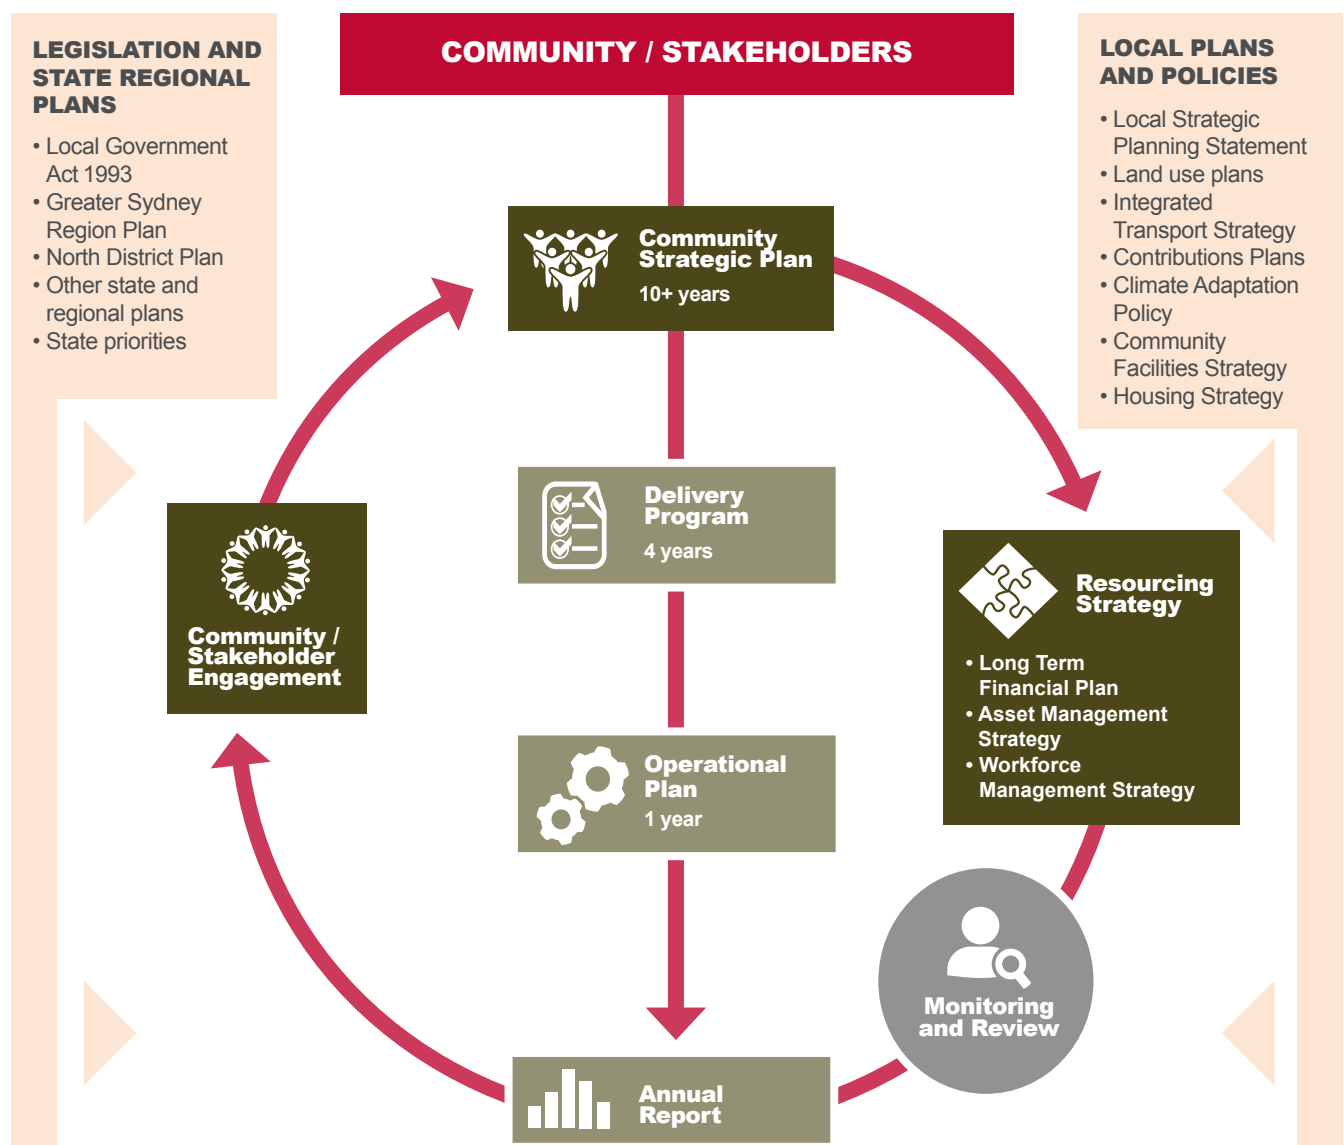 LEGISLATION AND
STATE REGIONAL
PLANS
• Local Government
Act 1993
• Greater Sydney
Region Plan
• North District Plan
• Other state and
regional plans
• State priorities
COMMUNITY / STAKEHOLDERS
LOCAL PLANS
AND POLICIES
• Local Strategic
Planning Statement
• Land use plans
• Integrated
Transport Strategy
• Contributions Plans
• Climate Adaptation
Policy
• Community
Facilities Strategy
• Housing Strategy
Community
Strategic Plan
10+ years
Delivery
Program
4 years
Community /
Stakeholder
Engagement
Resourcing
Strategy
• Long Term
Financial Plan
• Asset Management
Strategy
• Workforce
Management Strategy
Operational
Plan
1 year
Monitoring
and Review
Annual
Report